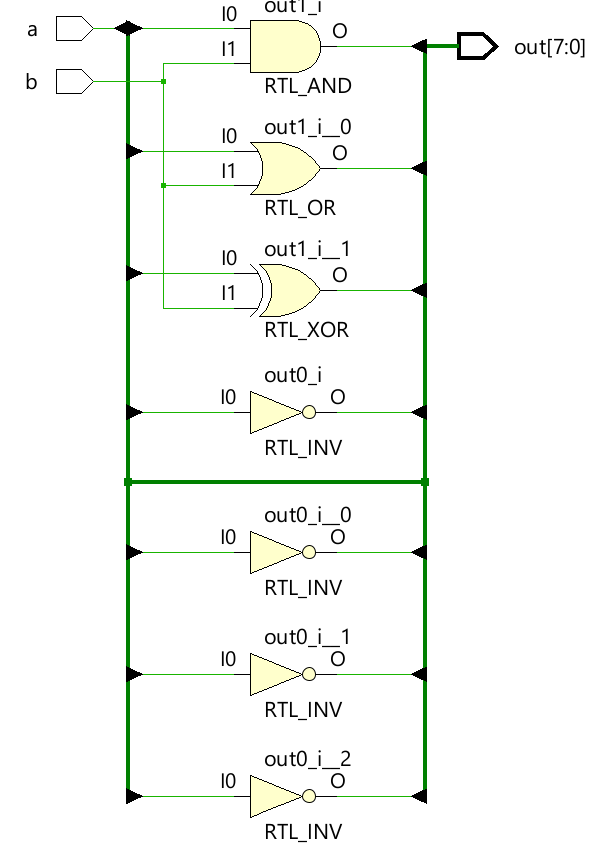 out1_i
a
I0
O
I1
out[7:0]
b
RTL_AND
out1_i__0
I0
O
I1
RTL_OR
out1_i__1
I0
O
I1
RTL_XOR
out0_i
I0
O
RTL_INV
out0_i__0
I0
O
RTL_INV
out0_i__1
I0
O
RTL_INV
out0_i__2
I0
O
RTL_INV